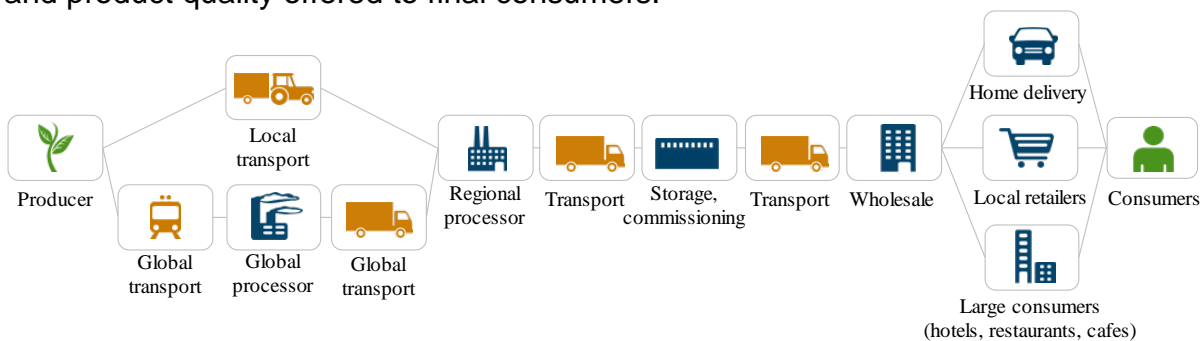 and product quality offered to final consumers.
Home delivery
Local
transport
Producer
Regional
processor
Transport
Storage,
commissioning
Transport
Wholesale
Local retailers
Consumers
Global
transport
Global
processor
Global
transport
Large consumers
(hotels, restaurants, cafes)